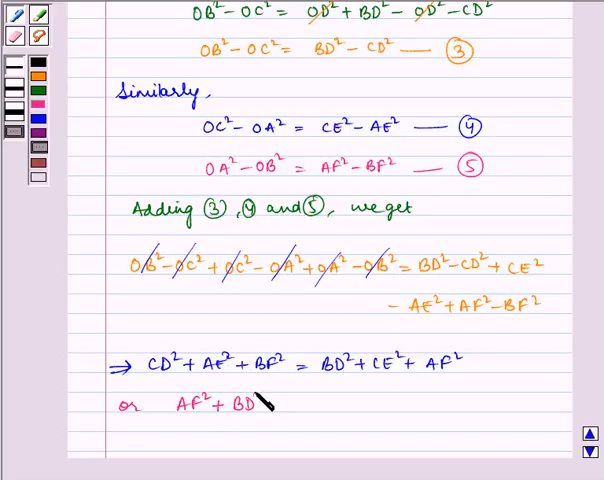 OB² - OC² = OD² + BD² - OD² - CD²
OB² - OC² = BD² - CD² —— ③
Similarly,
OC² - OA² = CE² - AE² —— ④
OA² - OB² = AF² - BF² —— ⑤
Adding ③, ④ and ⑤, we get
OB² - OC² + OC² - OA² + OA² - OB² = BD² - CD² + CE²
- AE² + AF² - BF²
⇒ CD² + AE² + BF² = BD² + CE² + AF²
or AF² + BD